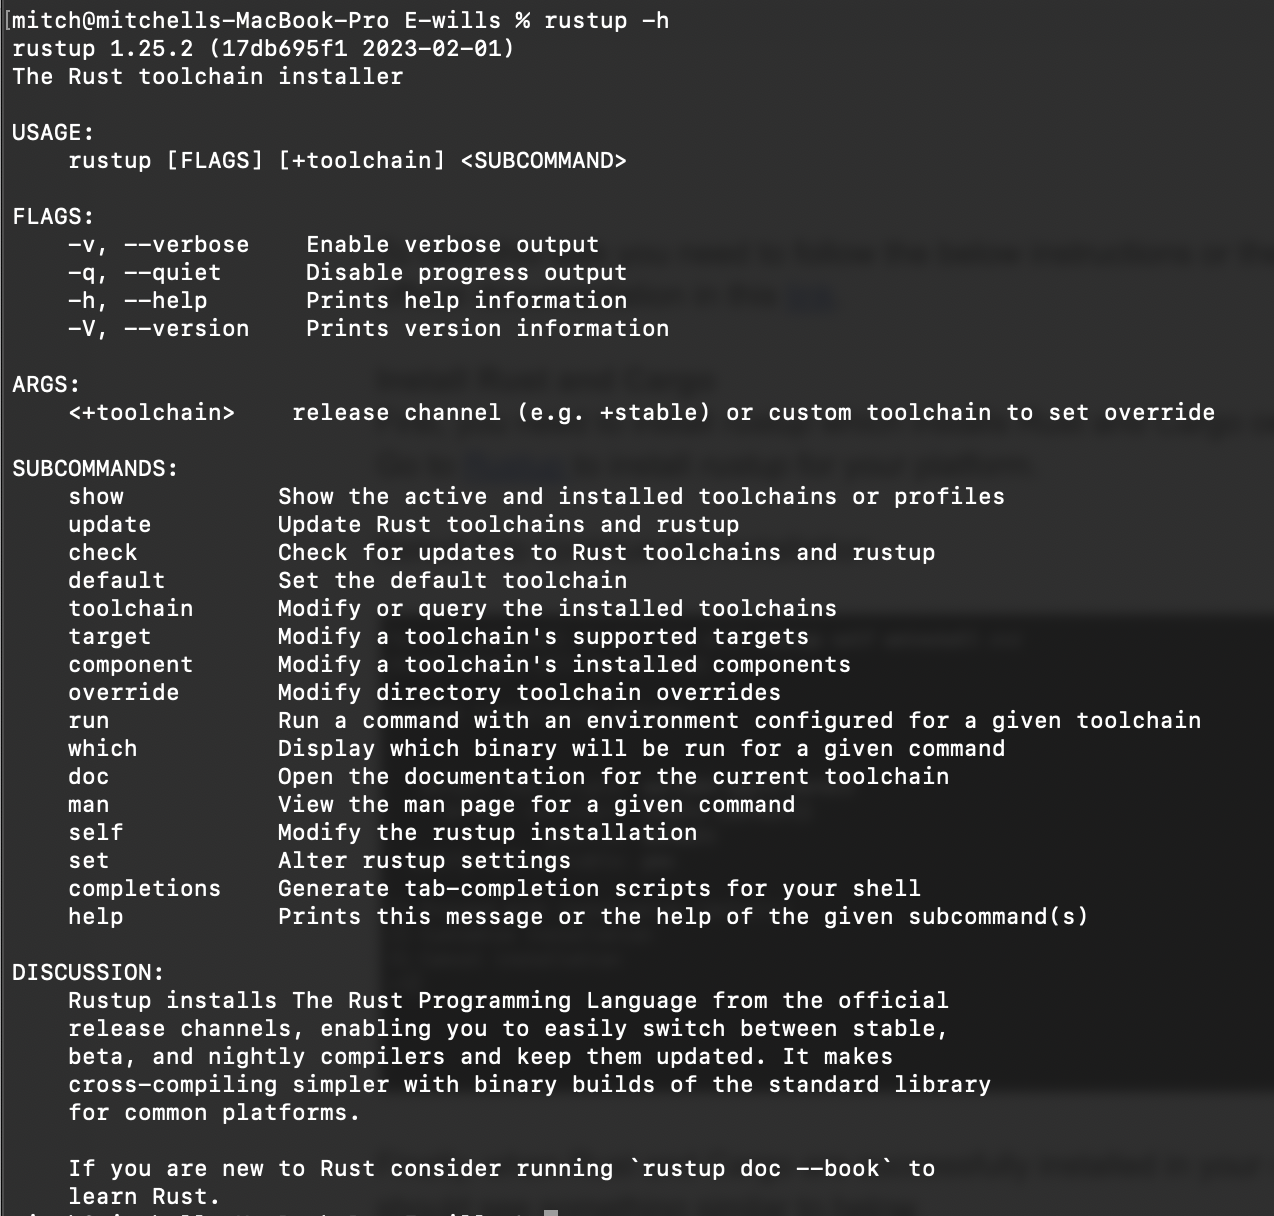 [mitch@mitchells-MacBook-Pro E-wills % rustup -h
rustup 1.25.2 (17db695f1 2023-02-01)
The Rust toolchain installer

USAGE:
    rustup [FLAGS] [+toolchain] <SUBCOMMAND>

FLAGS:
    -v, --verbose    Enable verbose output
    -q, --quiet      Disable progress output
    -h, --help       Prints help information
    -V, --version    Prints version information

ARGS:
    <+toolchain>    release channel (e.g. +stable) or custom toolchain to set override

SUBCOMMANDS:
    show           Show the active and installed toolchains or profiles
    update         Update Rust toolchains and rustup
    check          Check for updates to Rust toolchains and rustup
    default        Set the default toolchain
    toolchain      Modify or query the installed toolchains
    target         Modify a toolchain's supported targets
    component      Modify a toolchain's installed components
    override       Modify directory toolchain overrides
    run            Run a command with an environment configured for a given toolchain
    which          Display which binary will be run for a given command
    doc            Open the documentation for the current toolchain
    man            View the man page for a given command
    self           Modify the rustup installation
    set            Alter rustup settings
    completions    Generate tab-completion scripts for your shell
    help           Prints this message or the help of the given subcommand(s)

DISCUSSION:
    Rustup installs The Rust Programming Language from the official
    release channels, enabling you to easily switch between stable,
    beta, and nightly compilers and keep them updated. It makes
    cross-compiling simpler with binary builds of the standard library
    for common platforms.

    If you are new to Rust consider running `rustup doc --book` to
    learn Rust.